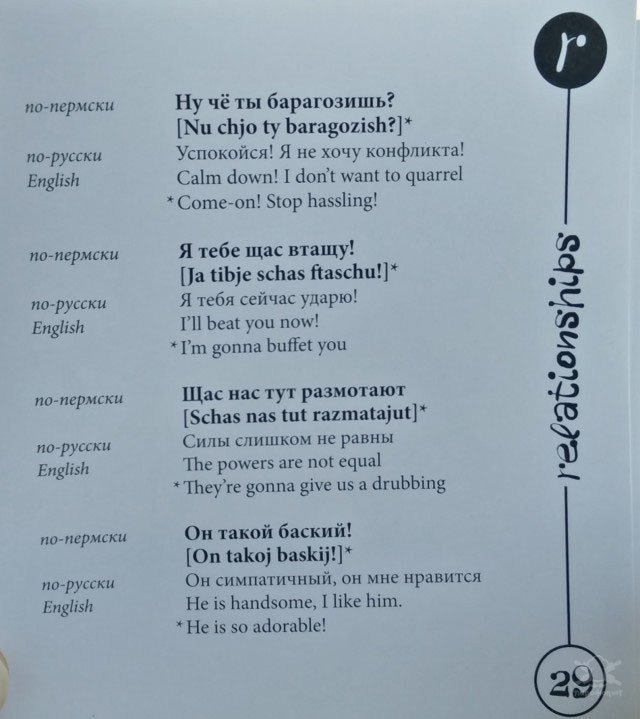 r
по-пермски Ну чё ты барагозишь?
[Nu chjo ty baragozish?]*
по-русски Успокойся! Я не хочу конфликта!
English Calm down! I don't want to quarrel
* Come-on! Stop hassling!
по-пермски Я тебе щас втащу!
[Ja tibje schas ftaschu!]*
по-русски Я тебя сейчас ударю!
English I'll beat you now!
* I'm gonna buffet you
по-пермски Щас нас тут размотают
[Schas nas tut razmatajut]*
по-русски Силы слишком не равны
English The powers are not equal
* They're gonna give us a drubbing
по-пермски Он такой баский!
[On takoj baskij!]*
по-русски Он симпатичный, он мне нравится
English He is handsome, I like him.
* He is so adorable!
relationships
29